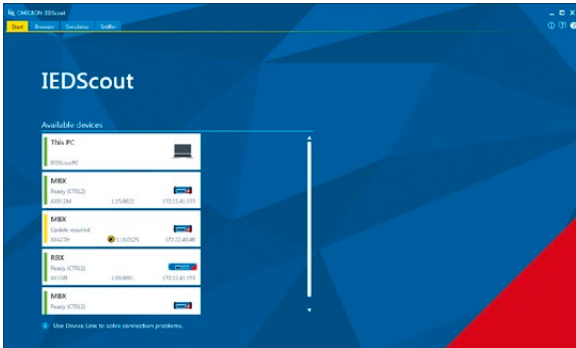 OMICRON IEDScout
Start Browser Simulator Sniffer
IEDScout
Available devices
This PC
IEDScoutPC
MBX
Ready (CTRL2)
MBX
Update required
RBX
Ready (CTRL2)
MBX
Ready (CTRL2)
Use Device Link to solve connection problems.